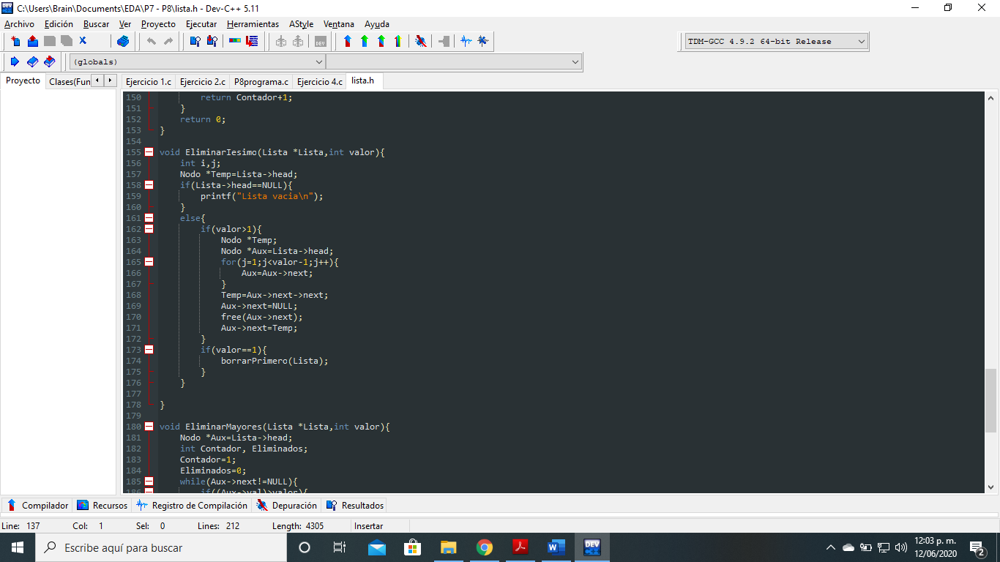 C:\Users\Brain\Documents\EDA\P7 - P8\lista.h - Dev-C++ 5.11
Archivo Edición Buscar Ver Proyecto Ejecutar Herramientas AStyle Ventana Ayuda
TDM-GCC 4.9.2 64-bit Release
(globals)
Proyecto Clases(Fun Ejercicio 1.c Ejercicio 2.c P8programa.c Ejercicio 4.c lista.h
150 return Contador+1;
151 }
152 return 0;
153 }
154
155 void EliminarIesimo(Lista *Lista,int valor){
156 int i,j;
157 Nodo *Temp=Lista->head;
158 if(Lista->head==NULL){
159 printf("Lista vacia\n");
160 }
161 else{
162 if(valor>1){
163 Nodo *Temp;
164 Nodo *Aux=Lista->head;
165 for(j=1;j<valor-1;j++){
166 Aux=Aux->next;
167 }
168 Temp=Aux->next->next;
169 Aux->next=NULL;
170 free(Aux->next);
171 Aux->next=Temp;
172 }
173 if(valor==1){
174 borrarPrimero(Lista);
175 }
176 }
177
178 }
179
180 void EliminarMayores(Lista *Lista,int valor){
181 Nodo *Aux=Lista->head;
182 int Contador, Eliminados;
183 Contador=1;
184 Eliminados=0;
185 while(Aux->next!=NULL){
186 if((Aux->val)>valor){
Compilador Recursos Registro de Compilación Depuración Resultados
Line: 137 Col: 1 Sel: 0 Lines: 212 Length: 4305 Insertar
Escribe aquí para buscar
12:03 p. m.
12/06/2020
2